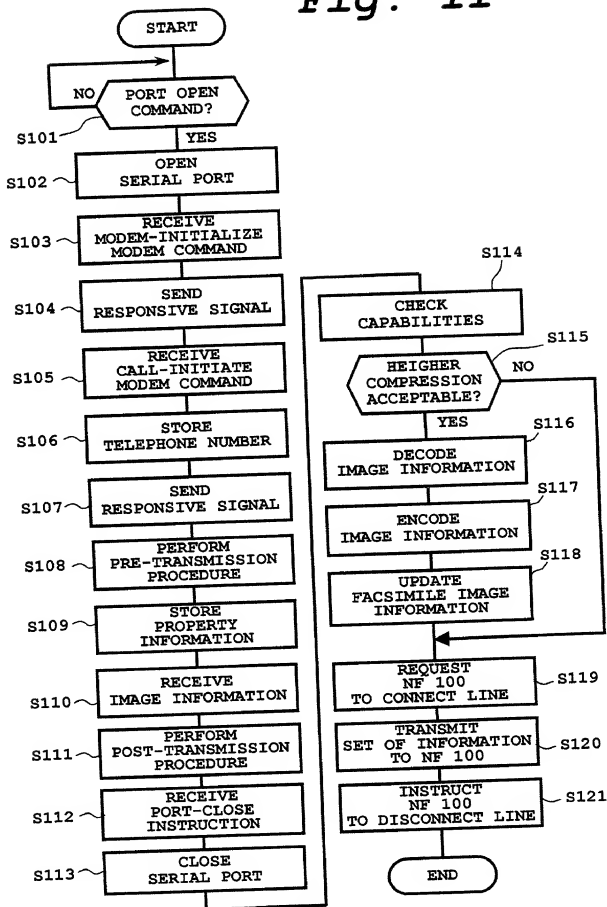 Fig. 11
START
NO
PORT OPEN
COMMAND?
S101
YES
S102
OPEN
SERIAL PORT
S103
RECEIVE
MODEM-INITIALIZE
MODEM COMMAND
S104
SEND
RESPONSIVE SIGNAL
S105
RECEIVE
CALL-INITIATE
MODEM COMMAND
S106
STORE
TELEPHONE NUMBER
S107
SEND
RESPONSIVE SIGNAL
S108
PERFORM
PRE-TRANSMISSION
PROCEDURE
S109
STORE
PROPERTY
INFORMATION
S110
RECEIVE
IMAGE INFORMATION
S111
PERFORM
POST-TRANSMISSION
PROCEDURE
S112
RECEIVE
PORT-CLOSE
INSTRUCTION
S113
CLOSE
SERIAL PORT
S114
CHECK
CAPABILITIES
S115
HEIGHER
COMPRESSION
ACCEPTABLE?
NO
YES
S116
DECODE
IMAGE INFORMATION
S117
ENCODE
IMAGE INFORMATION
S118
UPDATE
FACSIMILE IMAGE
INFORMATION
REQUEST
NF 100
TO CONNECT LINE
S119
TRANSMIT
SET OF INFORMATION
TO NF 100
S120
INSTRUCT
NF 100
TO DISCONNECT LINE
S121
END